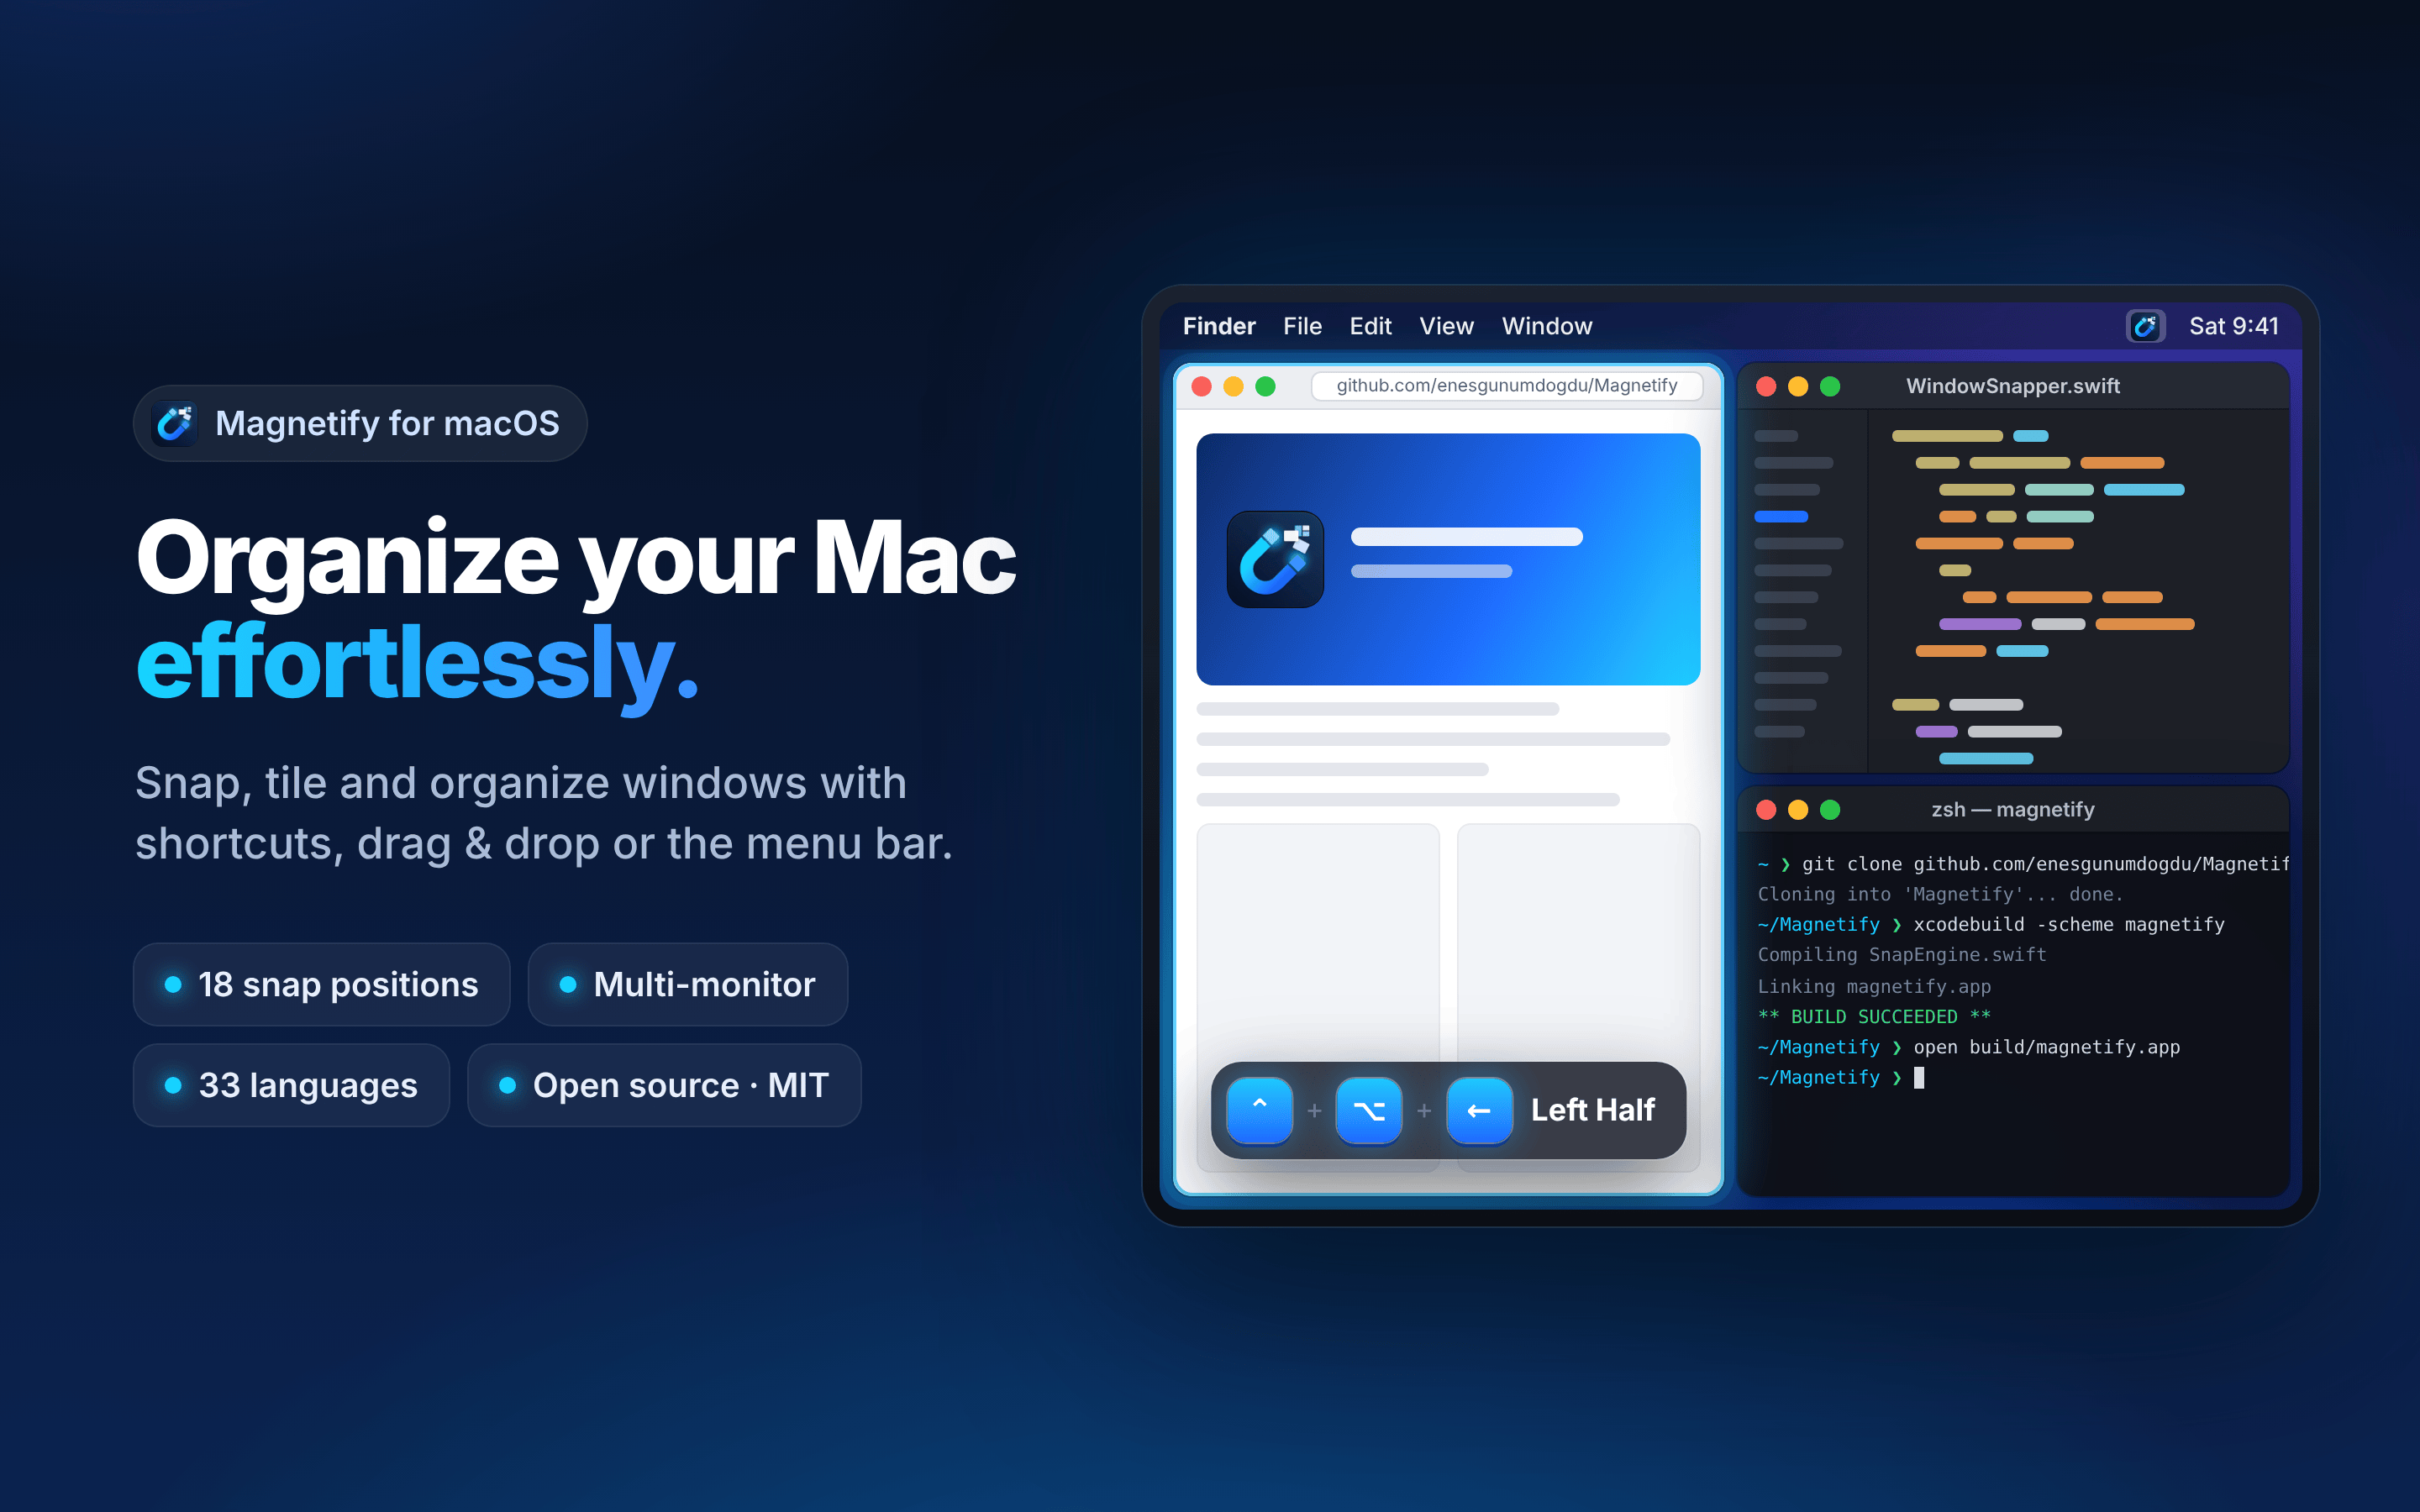 Magnetify for macOS
Organize your Mac
effortlessly.
Snap, tile and organize windows with
shortcuts, drag & drop or the menu bar.
18 snap positions
Multi-monitor
33 languages
Open source · MIT
Finder File Edit View Window
Sat 9:41
github.com/enesgunumdogdu/Magnetify
⌃ + ⌥ + ← Left Half
WindowSnapper.swift
zsh — magnetify
~ ❯ git clone github.com/enesgunumdogdu/Magnetif
Cloning into 'Magnetify'... done.
~/Magnetify ❯ xcodebuild -scheme magnetify
Compiling SnapEngine.swift
Linking magnetify.app
** BUILD SUCCEEDED **
~/Magnetify ❯ open build/magnetify.app
~/Magnetify ❯